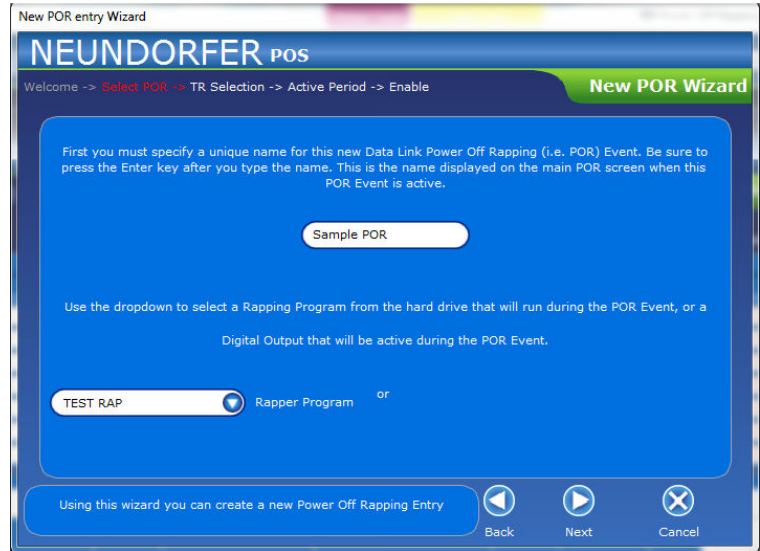 New POR entry Wizard
NEUNDORFER POS
Welcome -> Select POR -> TR Selection -> Active Period -> Enable
New POR Wizard
First you must specify a unique name for this new Data Link Power Off Rapping (i.e. POR) Event. Be sure to
press the Enter key after you type the name. This is the name displayed on the main POR screen when this
POR Event is active.
Sample POR
Use the dropdown to select a Rapping Program from the hard drive that will run during the POR Event, or a
Digital Output that will be active during the POR Event.
TEST RAP
Rapper Program
or
Using this wizard you can create a new Power Off Rapping Entry
Back
Next
Cancel